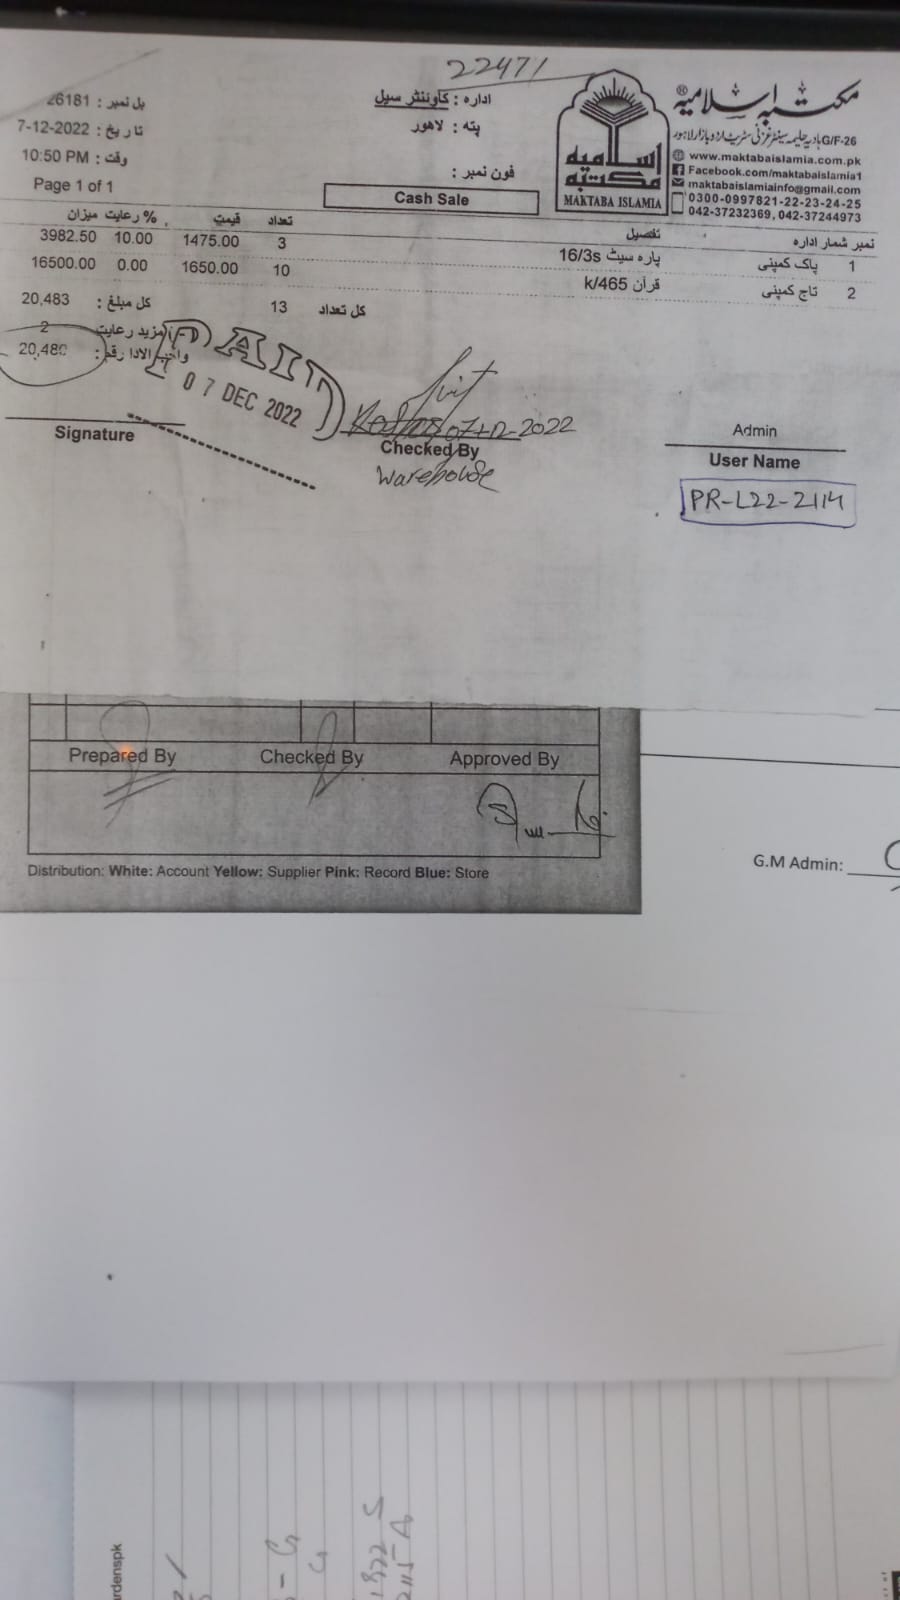 22471
مکتبہ اسلامیہ ®
G/F-26 ہادیہ حلیمہ سینٹر غزنی سٹریٹ اردو بازار لاہور
www.maktabaislamia.com.pk
Facebook.com/maktabaislamia1
maktabaislamiainfo@gmail.com
0300-0997821-22-23-24-25
042-37232369, 042-37244973
اسلامیہ
مکتبہ
MAKTABA ISLAMIA
ادارہ : کاونٹر سیل
پتہ : لاہور
فون نمبر :
Cash Sale
بل نمبر : 26181
تاریخ : 7-12-2022
وقت : 10:50 PM
Page 1 of 1
نمبر شمار ادارہ تفصیل تعداد قیمت % رعایت میزان
1 پاک کمپنی پارہ سیٹ 16/3s 3 1475.00 10.00 3982.50
2 تاج کمپنی قرآن 465/k 10 1650.00 0.00 16500.00
کل تعداد 13 کل مبلغ : 20,483
مزید رعایت : 2
واجب الادا رقم : 20,480
PAID
07 DEC 2022
07-12-2022
Signature
Checked By
Warehouse
Admin
User Name
PR-L22-2114
Prepared By Checked By Approved By
Distribution: White: Account Yellow: Supplier Pink: Record Blue: Store
G.M Admin:
ardenspk